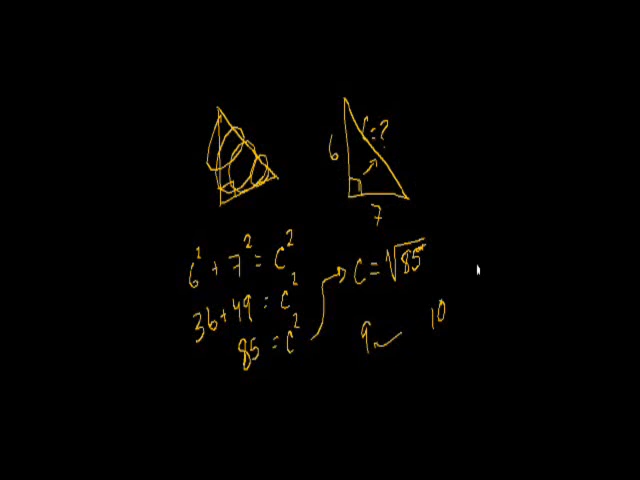 c=?
6
7
6² + 7² = c²
36+49 = c²
85 = c²
c = √85
9 10